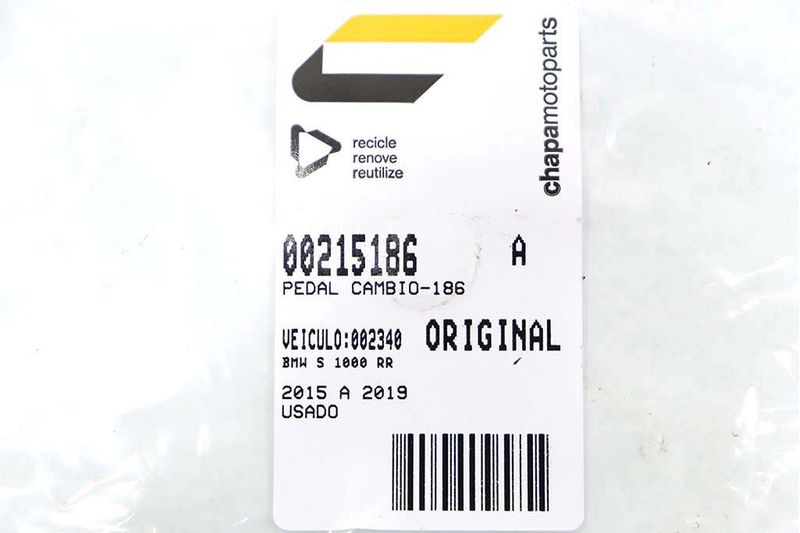 chapamotoparts
recicle
renove
reutilize
00215186 A
PEDAL CAMBIO-186
VEICULO:002340 ORIGINAL
BMW S 1000 RR
2015 A 2019
USADO